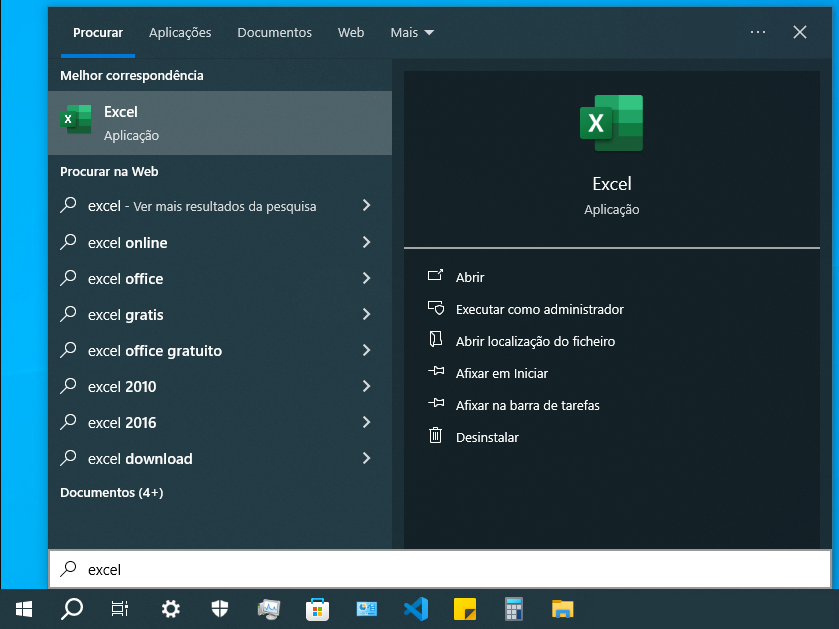 Procurar
Aplicações
Documentos
Web
Mais
Melhor correspondência
Excel
Aplicação
Procurar na Web
excel - Ver mais resultados da pesquisa
excel online
excel office
excel gratis
excel office gratuito
excel 2010
excel 2016
excel download
Documentos (4+)
X
Excel
Aplicação
Abrir
Executar como administrador
Abrir localização do ficheiro
Afixar em Iniciar
Afixar na barra de tarefas
Desinstalar
excel